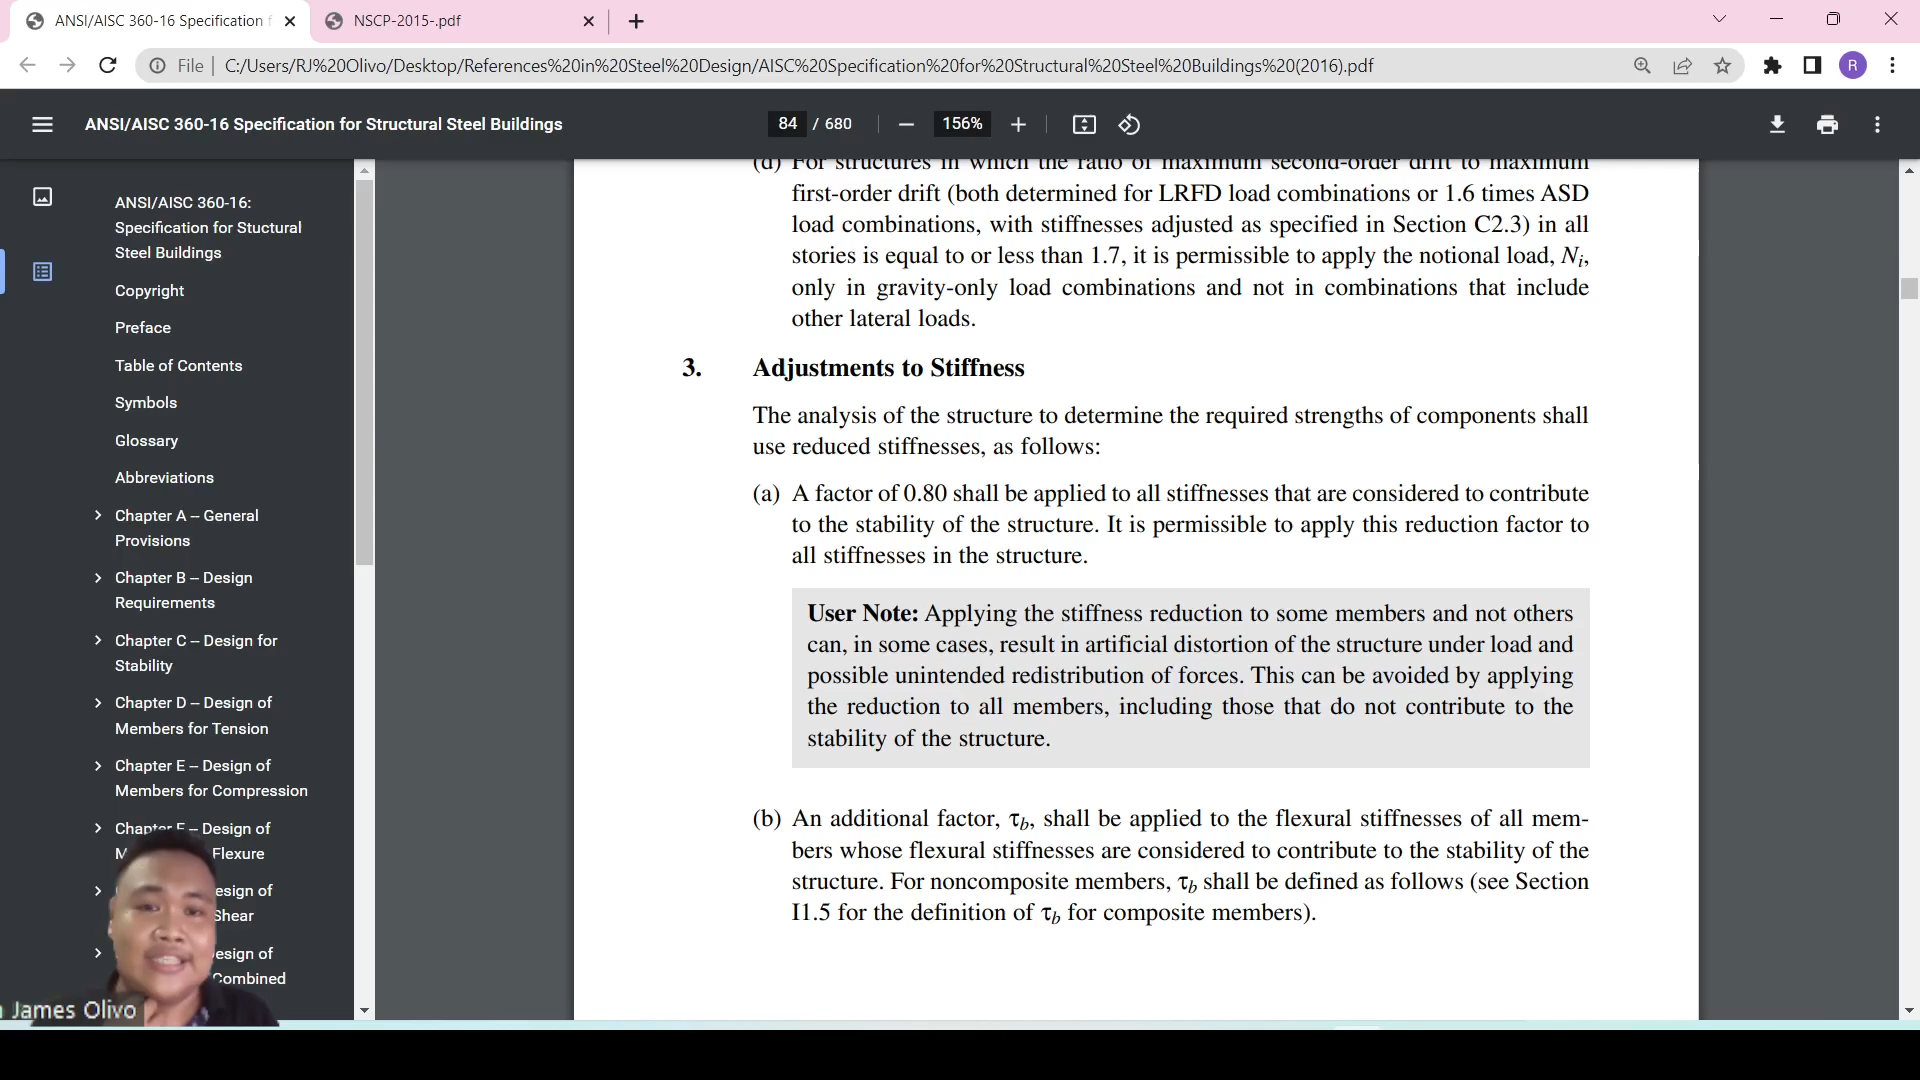 ANSI/AISC 360-16 Specification f
NSCP-2015-.pdf
File
C:/Users/RJ%20Olivo/Desktop/References%20in%20Steel%20Design/AISC%20Specification%20for%20Structural%20Steel%20Buildings%20(2016).pdf
R
ANSI/AISC 360-16 Specification for Structural Steel Buildings
84 / 680
156%
ANSI/AISC 360-16:
Specification for Stuctural
Steel Buildings
Copyright
Preface
Table of Contents
Symbols
Glossary
Abbreviations
Chapter A – General
Provisions
Chapter B – Design
Requirements
Chapter C – Design for
Stability
Chapter D – Design of
Members for Tension
Chapter E – Design of
Members for Compression
Chapter F – Design of
M Flexure
esign of
Shear
esign of
Combined
James Olivo
(d) For structures in which the ratio of maximum second-order drift to maximum
first-order drift (both determined for LRFD load combinations or 1.6 times ASD
load combinations, with stiffnesses adjusted as specified in Section C2.3) in all
stories is equal to or less than 1.7, it is permissible to apply the notional load, Ni,
only in gravity-only load combinations and not in combinations that include
other lateral loads.
3. Adjustments to Stiffness
The analysis of the structure to determine the required strengths of components shall
use reduced stiffnesses, as follows:
(a) A factor of 0.80 shall be applied to all stiffnesses that are considered to contribute
to the stability of the structure. It is permissible to apply this reduction factor to
all stiffnesses in the structure.
User Note: Applying the stiffness reduction to some members and not others
can, in some cases, result in artificial distortion of the structure under load and
possible unintended redistribution of forces. This can be avoided by applying
the reduction to all members, including those that do not contribute to the
stability of the structure.
(b) An additional factor, τb, shall be applied to the flexural stiffnesses of all mem-
bers whose flexural stiffnesses are considered to contribute to the stability of the
structure. For noncomposite members, τb shall be defined as follows (see Section
I1.5 for the definition of τb for composite members).